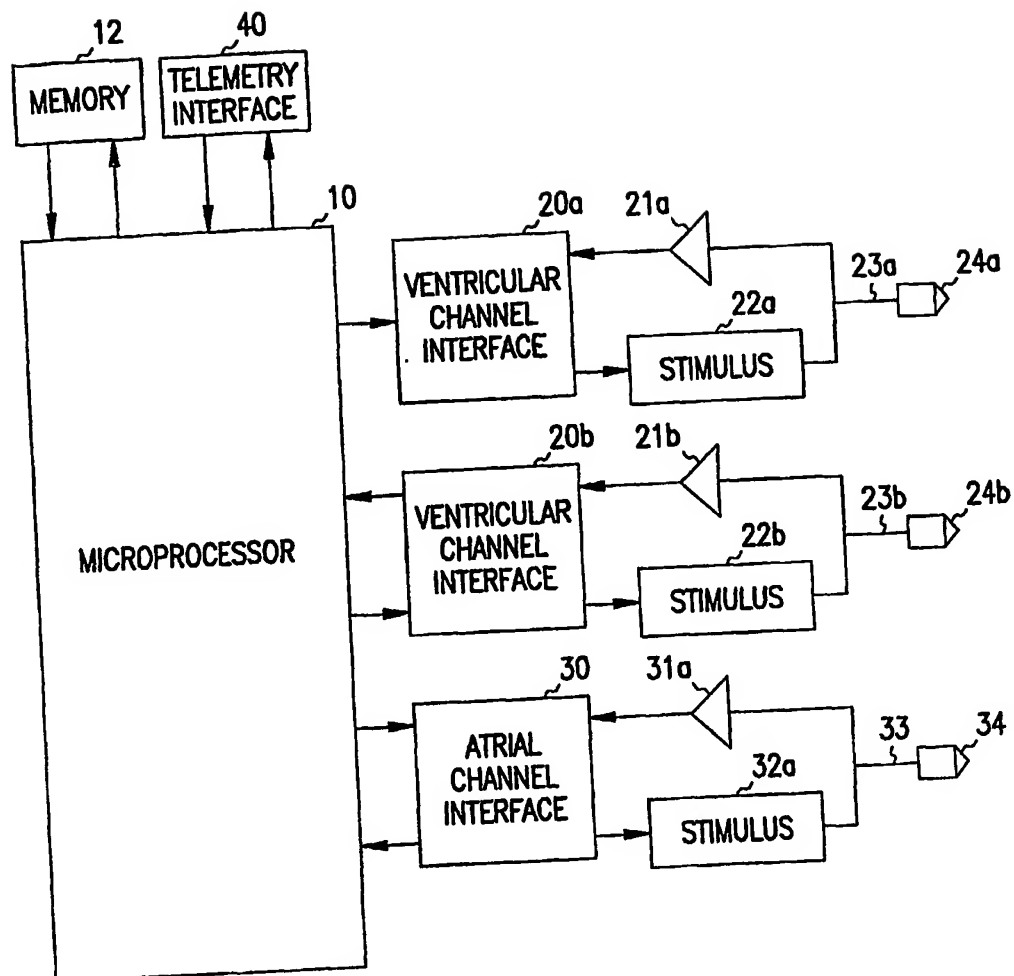 12
40
MEMORY
TELEMETRY
INTERFACE
10
MICROPROCESSOR
20a
21a
VENTRICULAR
CHANNEL
INTERFACE
22a
STIMULUS
23a
24a
20b
21b
VENTRICULAR
CHANNEL
INTERFACE
22b
STIMULUS
23b
24b
30
31a
ATRIAL
CHANNEL
INTERFACE
32a
STIMULUS
33
34